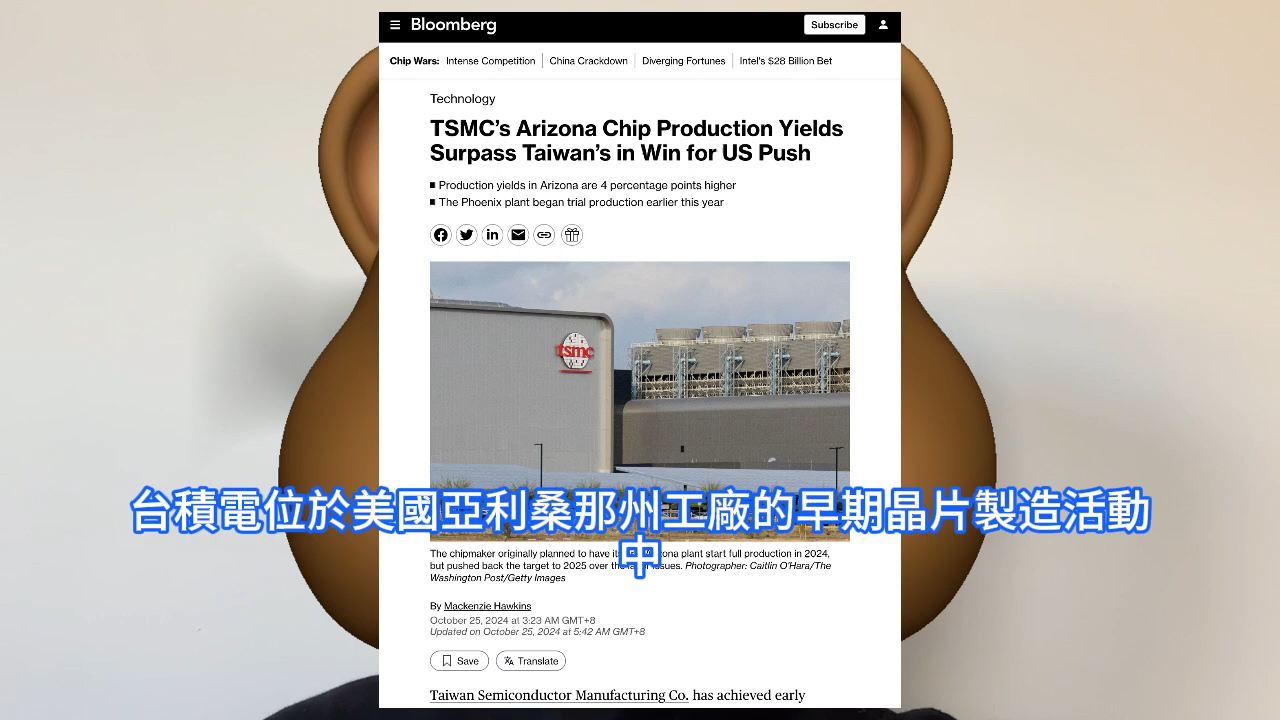 Bloomberg
Subscribe
Chip Wars: Intense Competition China Crackdown Diverging Fortunes Intel's $28 Billion Bet
Technology
TSMC's Arizona Chip Production Yields
Surpass Taiwan's in Win for US Push
Production yields in Arizona are 4 percentage points higher
The Phoenix plant began trial production earlier this year
tsmc
台積電位於美國亞利桑那州工廠的早期晶片製造活動
中
The chipmaker originally planned to have its plant start full production in 2024,
but pushed back the target to 2025 over issues. Photographer: Caitlin O'Hara/The
Washington Post/Getty Images
By Mackenzie Hawkins
October 25, 2024 at 3:23 AM GMT+8
Updated on October 25, 2024 at 5:42 AM GMT+8
Save Translate
Taiwan Semiconductor Manufacturing Co. has achieved early